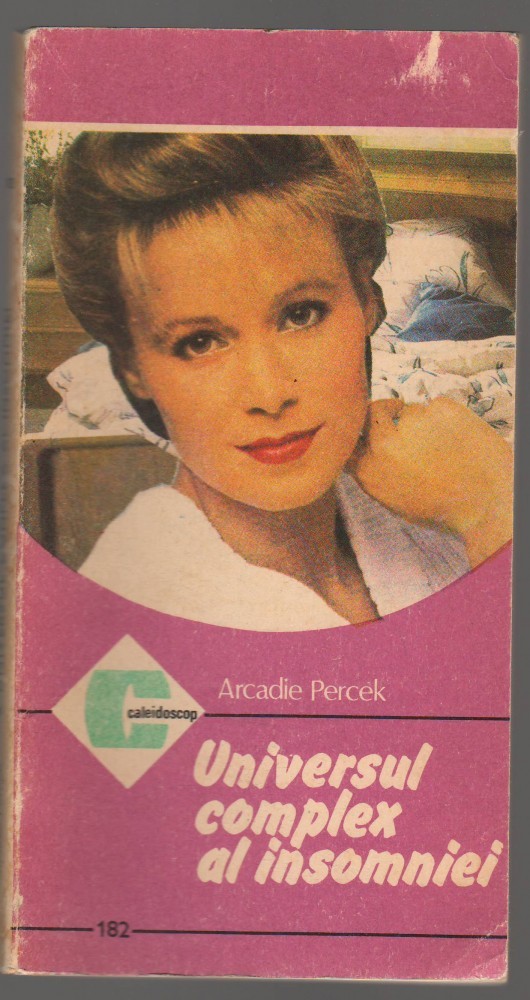 Arcadie Percek
caleidoscop
Universul
complex
al insomniei
182